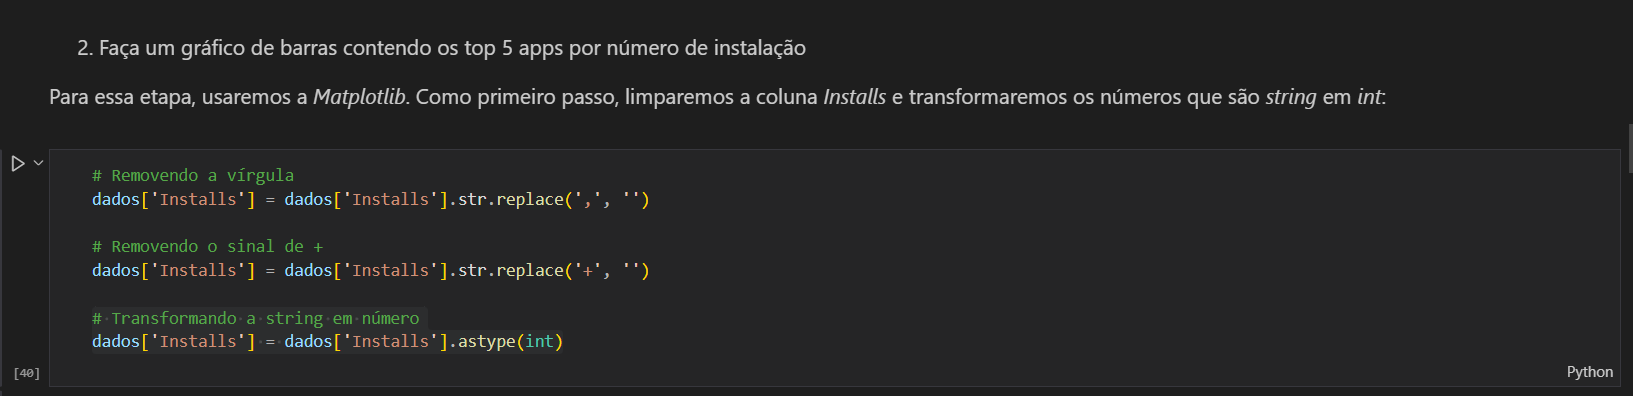 2. Faça um gráfico de barras contendo os top 5 apps por número de instalação
Para essa etapa, usaremos a Matplotlib. Como primeiro passo, limparemos a coluna Installs e transformaremos os números que são string em int:
# Removendo a vírgula
dados['Installs'] = dados['Installs'].str.replace(',', '')
# Removendo o sinal de +
dados['Installs'] = dados['Installs'].str.replace('+', '')
# Transformando a string em número
dados['Installs'] = dados['Installs'].astype(int)
[40]
Python